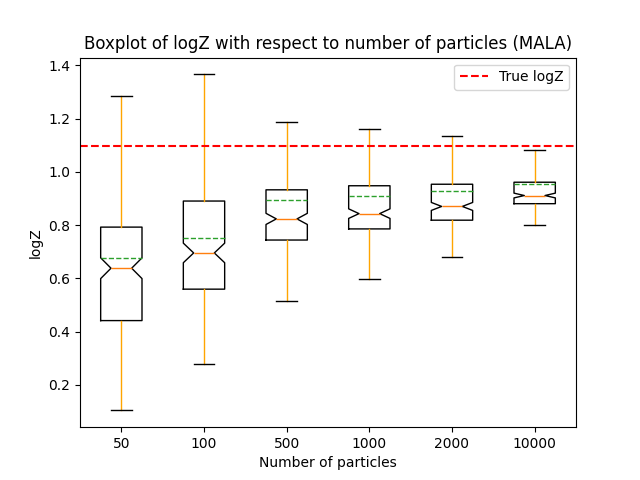 Boxplot of logZ with respect to number of particles (MALA)
True logZ
1.4
1.2
1.0
0.8
0.6
0.4
0.2
logZ
50 100 500 1000 2000 10000
Number of particles